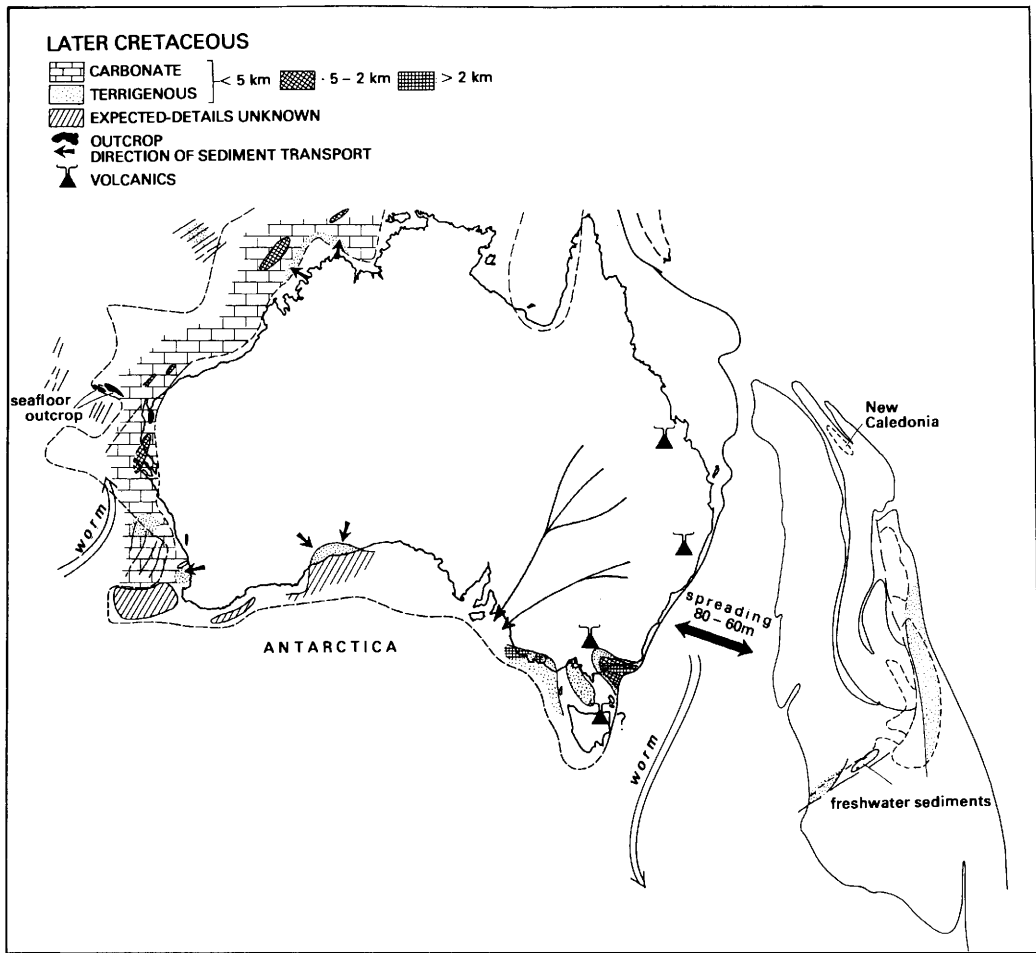 LATER CRETACEOUS
CARBONATE
TERRIGENOUS
< 5 km
· 5 – 2 km
> 2 km
EXPECTED-DETAILS UNKNOWN
OUTCROP
DIRECTION OF SEDIMENT TRANSPORT
VOLCANICS
seafloor
outcrop
New
Caledonia
worm
spreading
80 – 60m
ANTARCTICA
?
worm
freshwater sediments